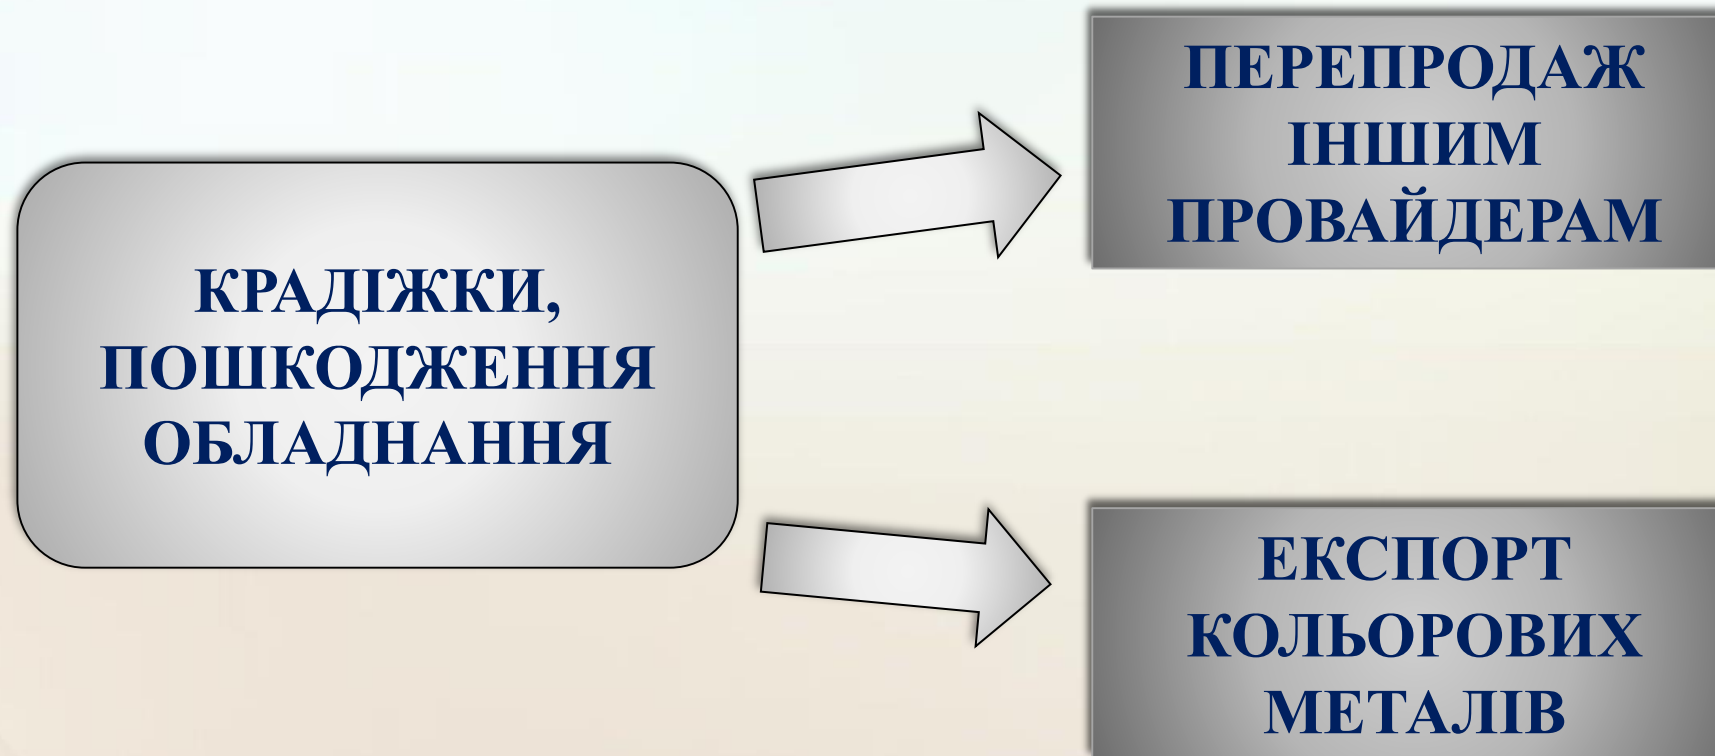 КРАДІЖКИ,
ПОШКОДЖЕННЯ
ОБЛАДНАННЯ
ПЕРЕПРОДАЖ
ІНШИМ
ПРОВАЙДЕРАМ
ЕКСПОРТ
КОЛЬОРОВИХ
МЕТАЛІВ